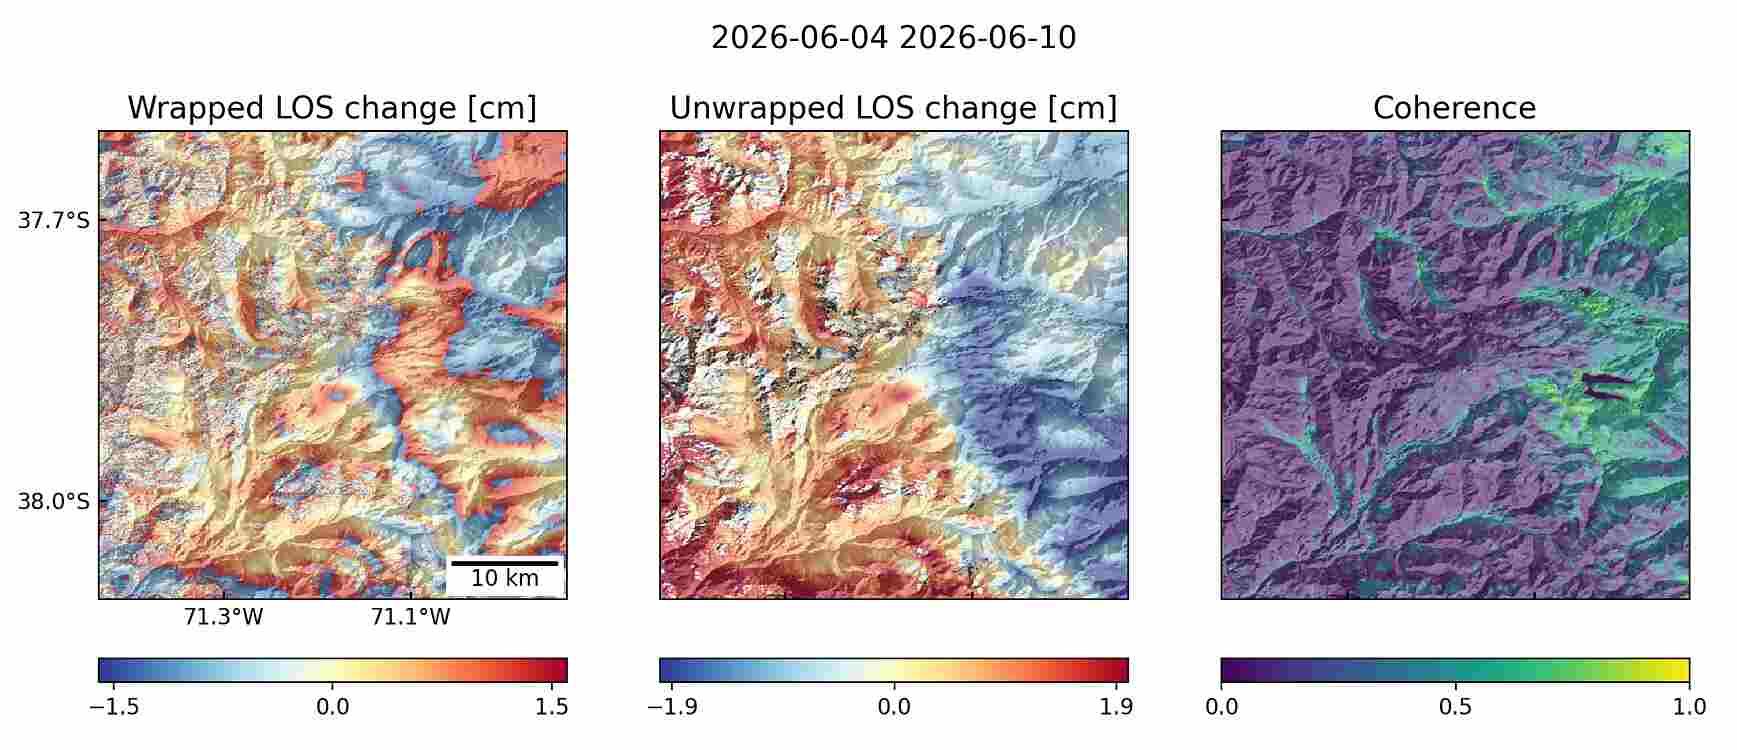 2026-06-04 2026-06-10
Wrapped LOS change [cm]
Unwrapped LOS change [cm]
Coherence
37.7°S
38.0°S
10 km
71.3°W
71.1°W
−1.5
0.0
1.5
−1.9
0.0
1.9
0.0
0.5
1.0